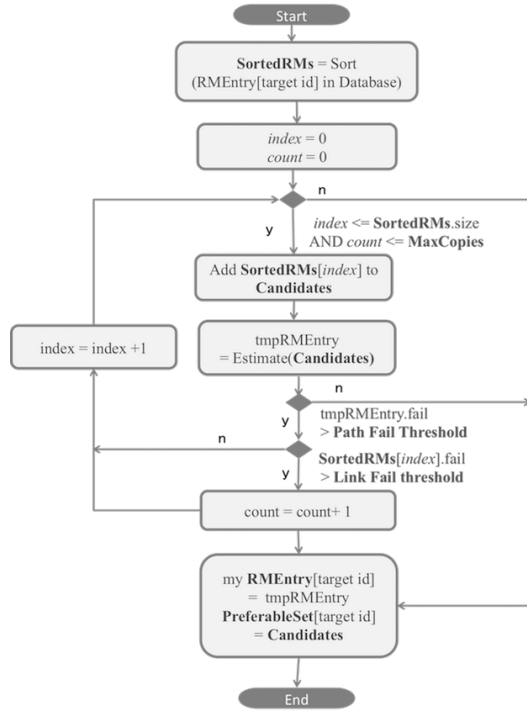 Start
SortedRMs = Sort
(RMEntry[target id] in Database)
index = 0
count = 0
n
y
index <= SortedRMs.size
AND count <= MaxCopies
Add SortedRMs[index] to
Candidates
index = index +1
tmpRMEntry
= Estimate(Candidates)
n
y
tmpRMEntry.fail
> Path Fail Threshold
n
y
SortedRMs[index].fail
> Link Fail threshold
count = count+ 1
my RMEntry[target id]
= tmpRMEntry
PreferableSet[target id]
= Candidates
End